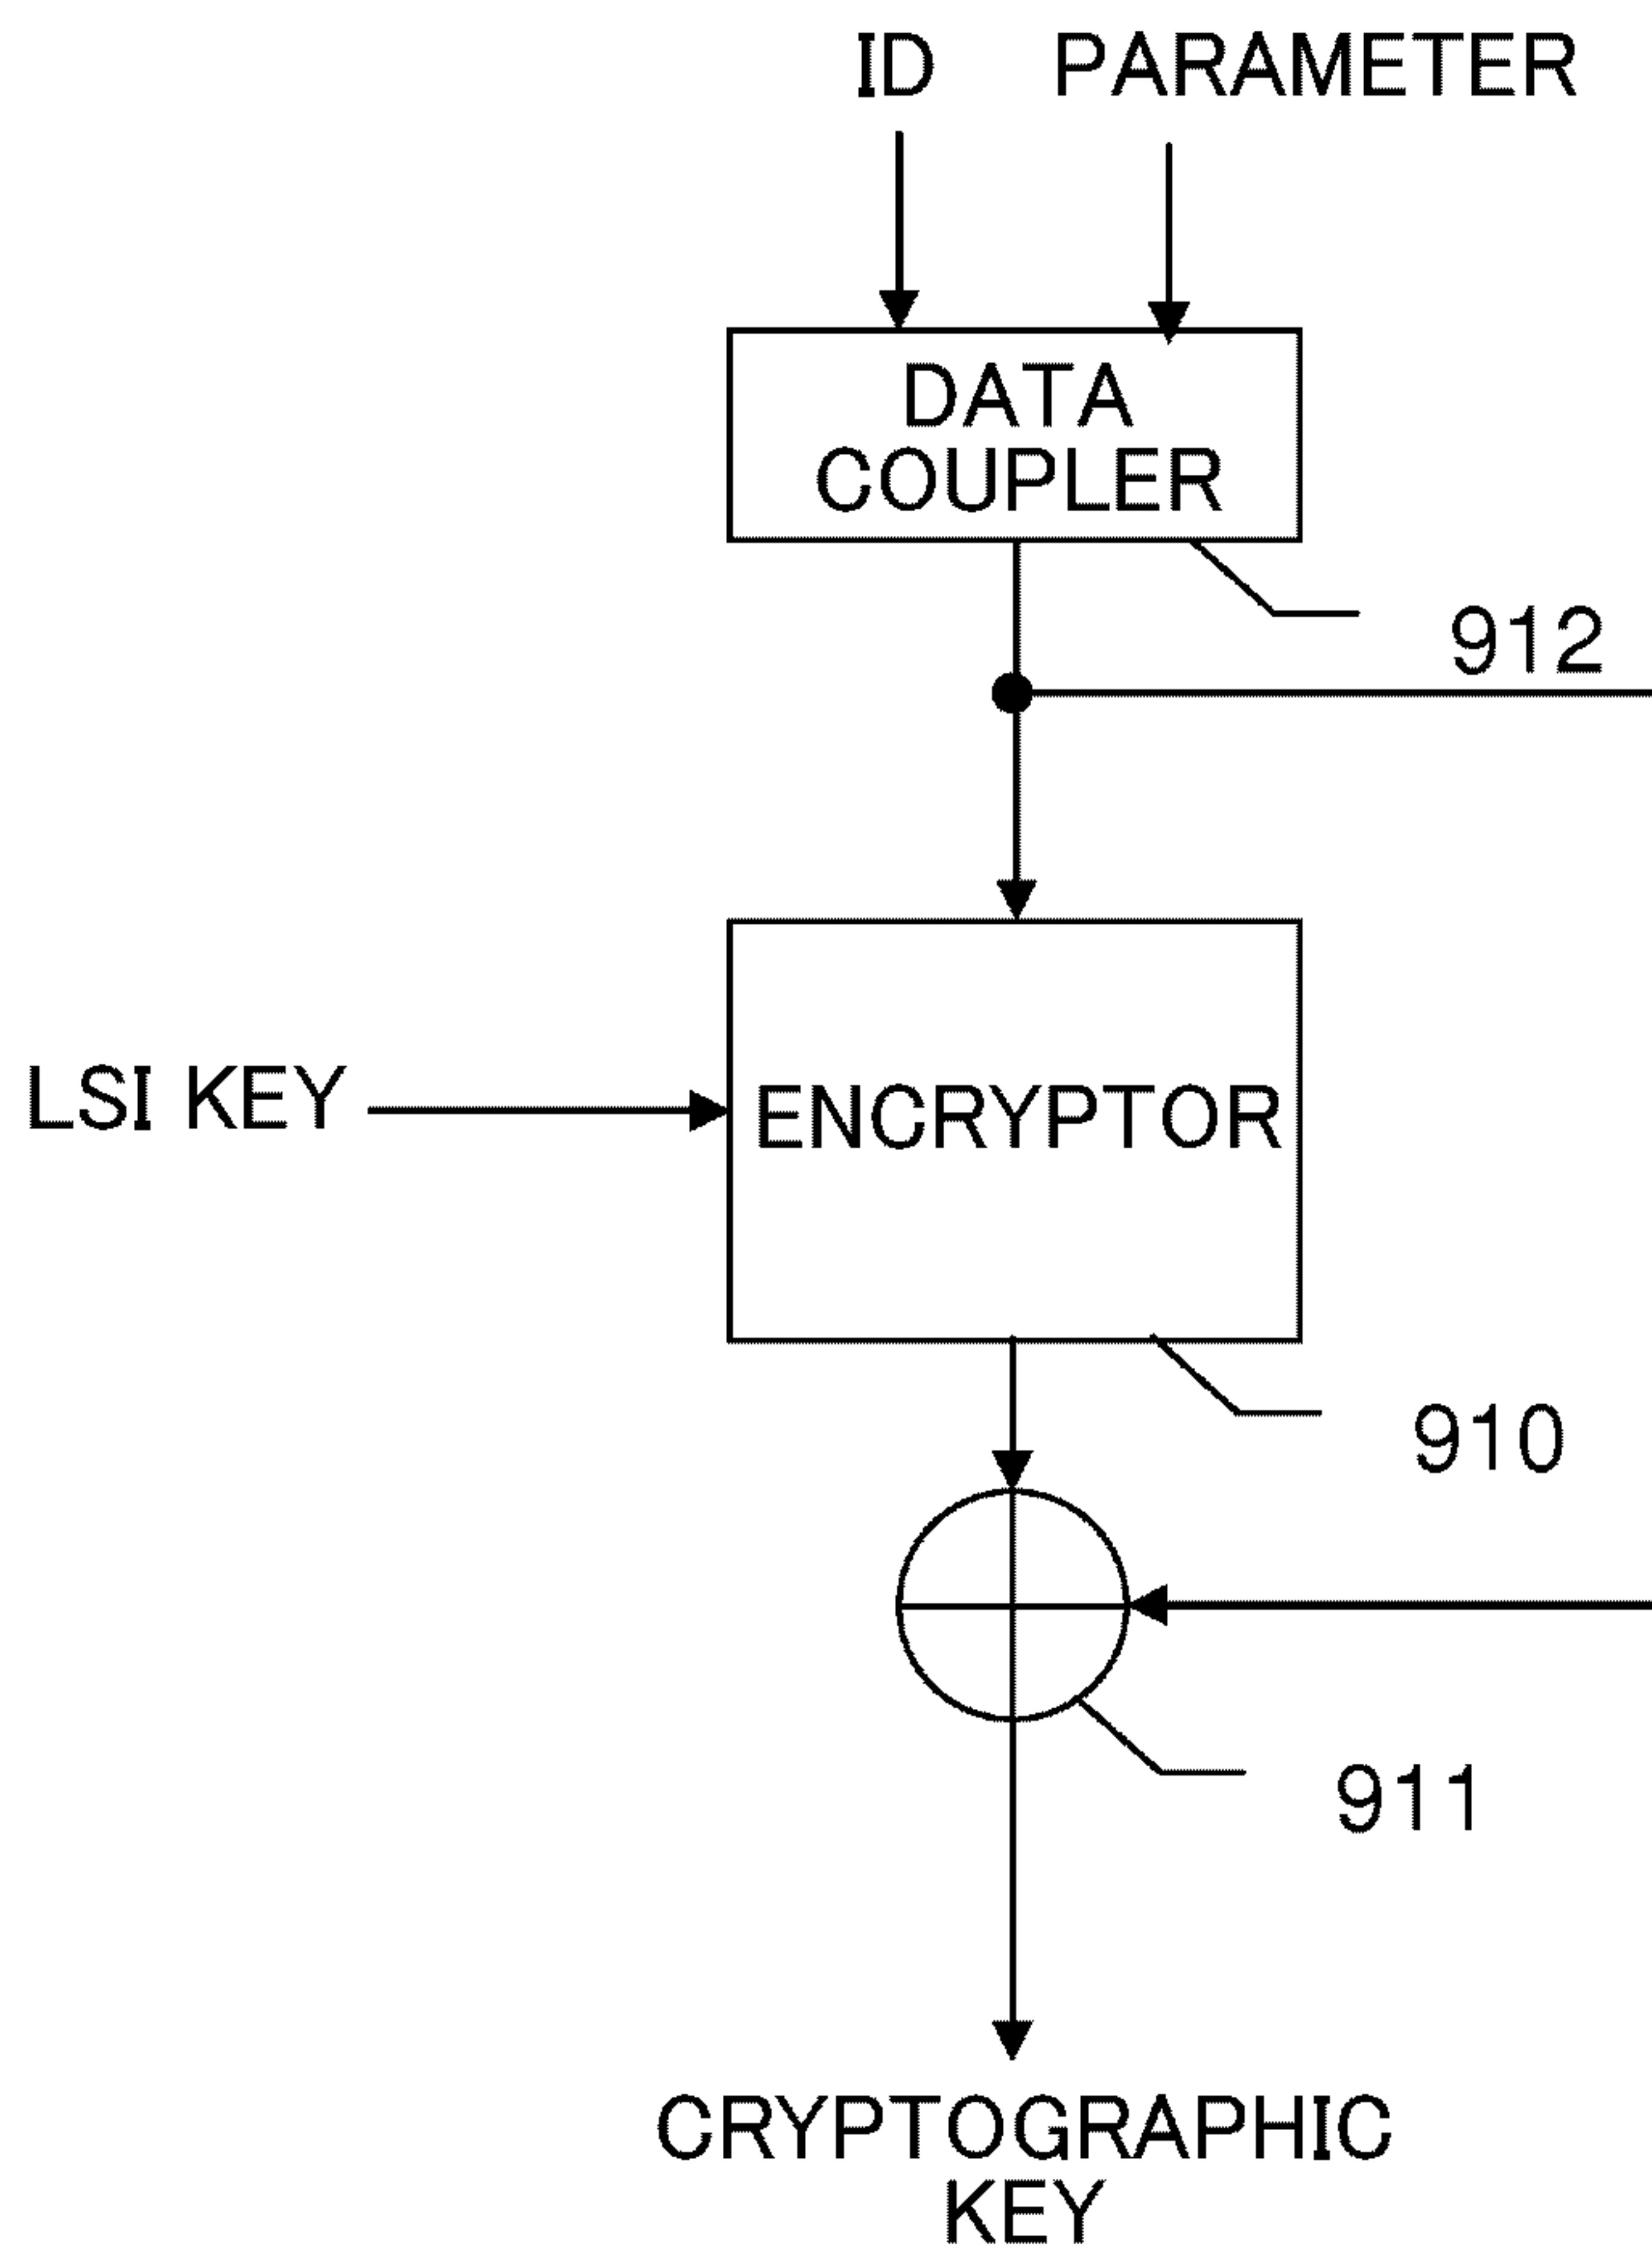 ID PARAMETER
DATA
COUPLER
912
LSI KEY
ENCRYPTOR
910
911
CRYPTOGRAPHIC
KEY